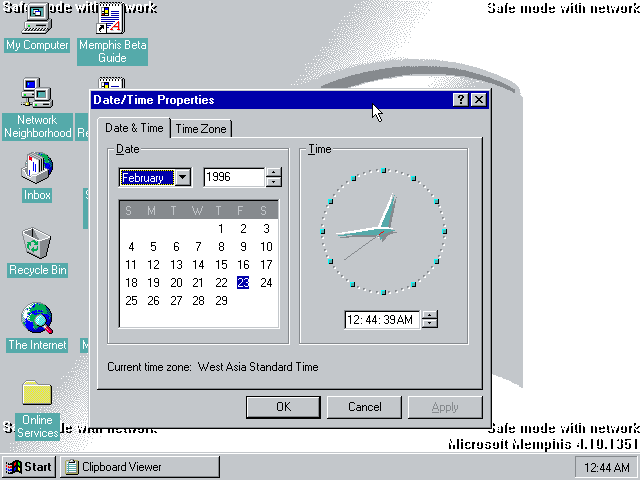 Safe mode with network
Safe mode with network
My Computer
Memphis Beta
Guide
Network
Neighborhood
Inbox
Recycle Bin
The Internet
Online
Services
Date/Time Properties
Date & Time
Time Zone
Date
February
1996
S M T W T F S
1 2 3
4 5 6 7 8 9 10
11 12 13 14 15 16 17
18 19 20 21 22 23 24
25 26 27 28 29
Time
12:44:39 AM
Current time zone: West Asia Standard Time
OK
Cancel
Apply
Safe mode with network
Safe mode with network
Microsoft Memphis 4.10.1351
Start
Clipboard Viewer
12:44 AM